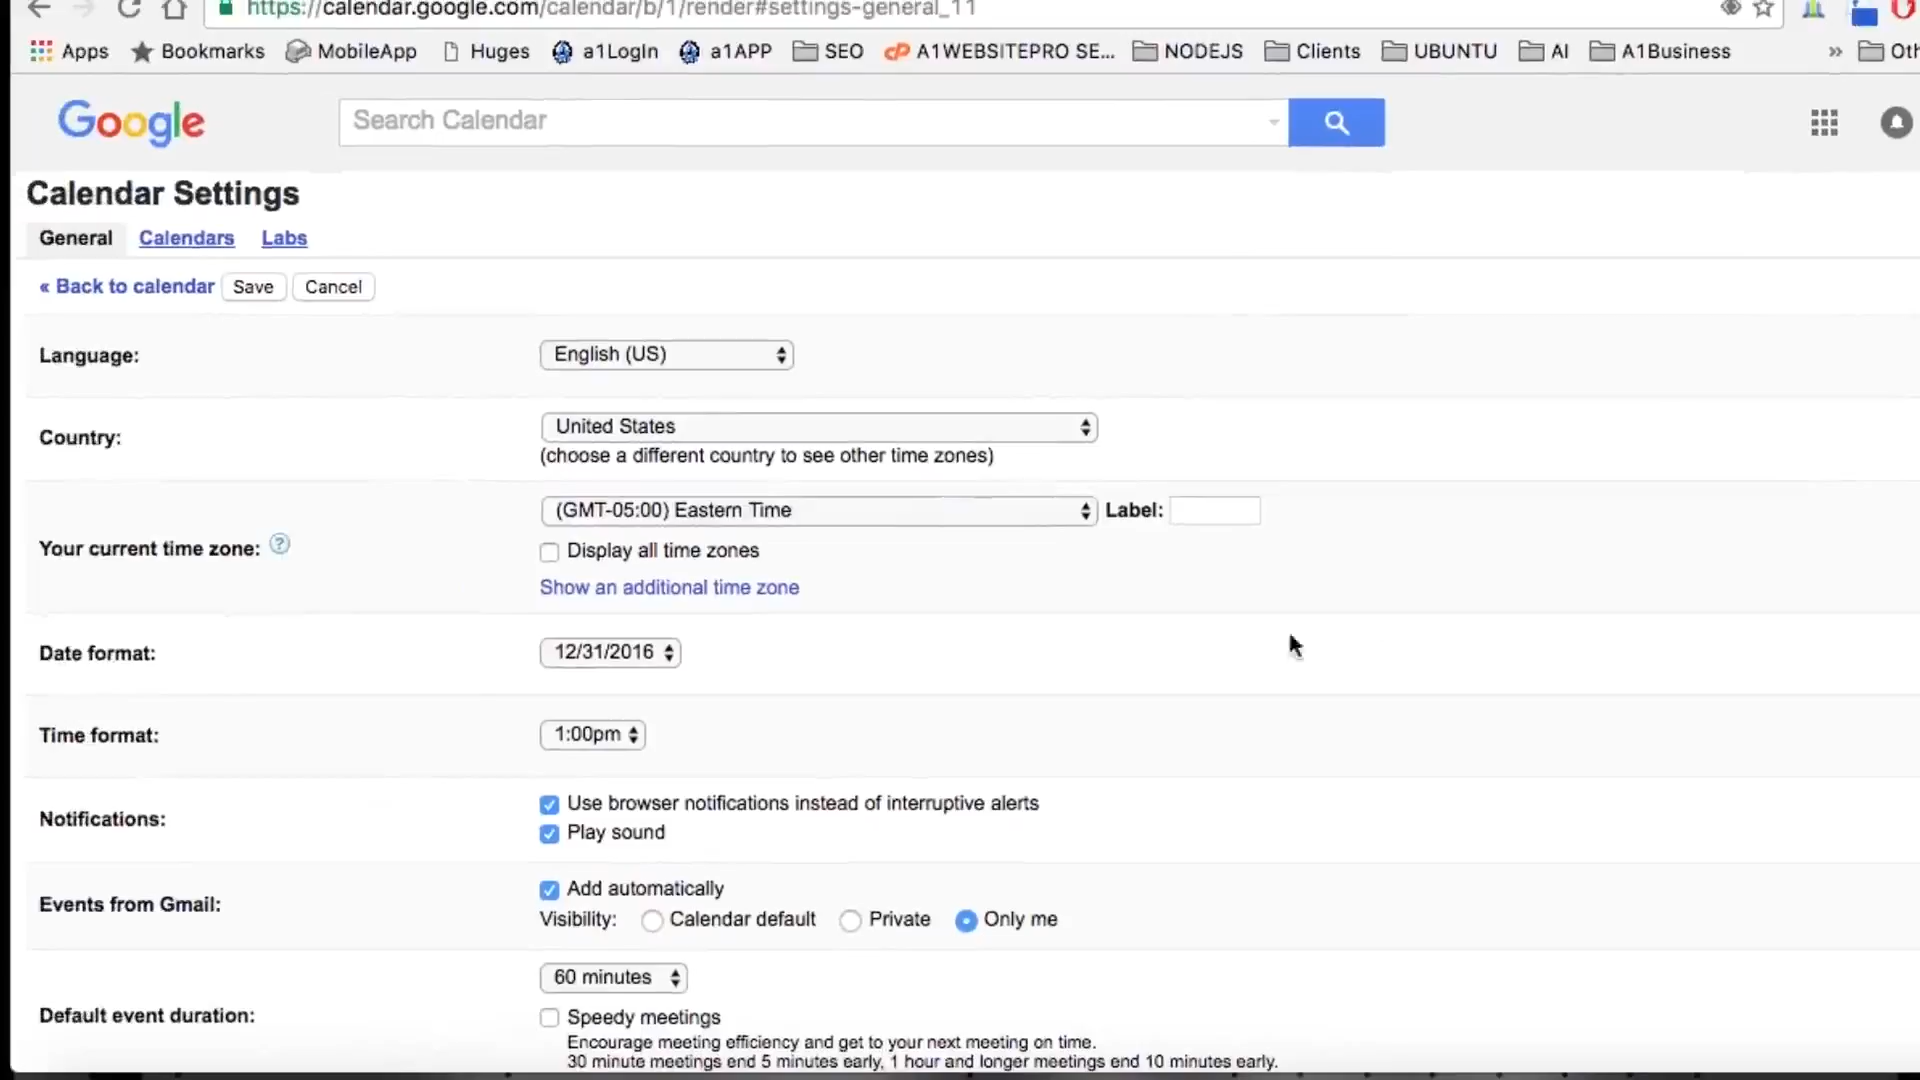 https://calendar.google.com/calendar/b/1/render#settings-general_11
Apps Bookmarks MobileApp Huges a1LogIn a1APP SEO A1WEBSITEPRO SE... NODEJS Clients UBUNTU AI A1Business » Oth
Google Search Calendar
Calendar Settings
General Calendars Labs
« Back to calendar Save Cancel
Language: English (US)
Country: United States
(choose a different country to see other time zones)
(GMT-05:00) Eastern Time Label:
Your current time zone: ?
Display all time zones
Show an additional time zone
Date format: 12/31/2016
Time format: 1:00pm
Use browser notifications instead of interruptive alerts
Notifications:
Play sound
Add automatically
Events from Gmail:
Visibility: Calendar default Private Only me
60 minutes
Default event duration:
Speedy meetings
Encourage meeting efficiency and get to your next meeting on time.
30 minute meetings end 5 minutes early, 1 hour and longer meetings end 10 minutes early.